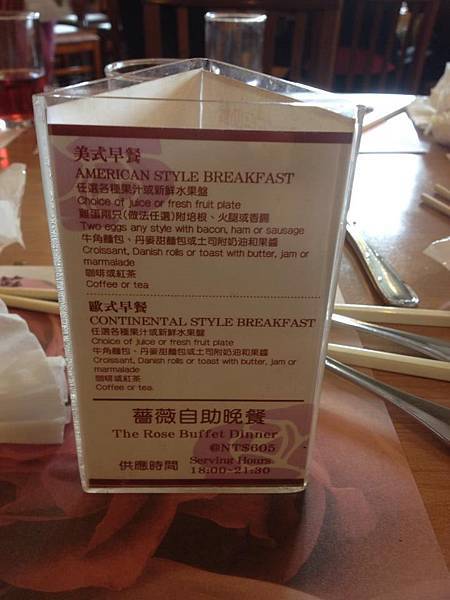 美式早餐
AMERICAN STYLE BREAKFAST
任選各種果汁或新鮮水果盤
Choice of juice or fresh fruit plate
雞蛋兩只(做法任選)附培根、火腿或香腸
Two eggs any style with bacon, ham or sausage
牛角麵包、丹麥甜麵包或土司附奶油和果醬
Croissant, Danish rolls or toast with butter, jam or
marmalade
咖啡或紅茶
Coffee or tea
歐式早餐
CONTINENTAL STYLE BREAKFAST
任選各種果汁或新鮮水果盤
Choice of juice or fresh fruit plate
牛角麵包、丹麥甜麵包或土司附奶油和果醬
Croissant, Danish rolls or toast with butter, jam or
marmalade
咖啡或紅茶
Coffee or tea.
薔薇自助晚餐
The Rose Buffet Dinner
@NT$605
供應時間 Serving Hours
18:00~21:30